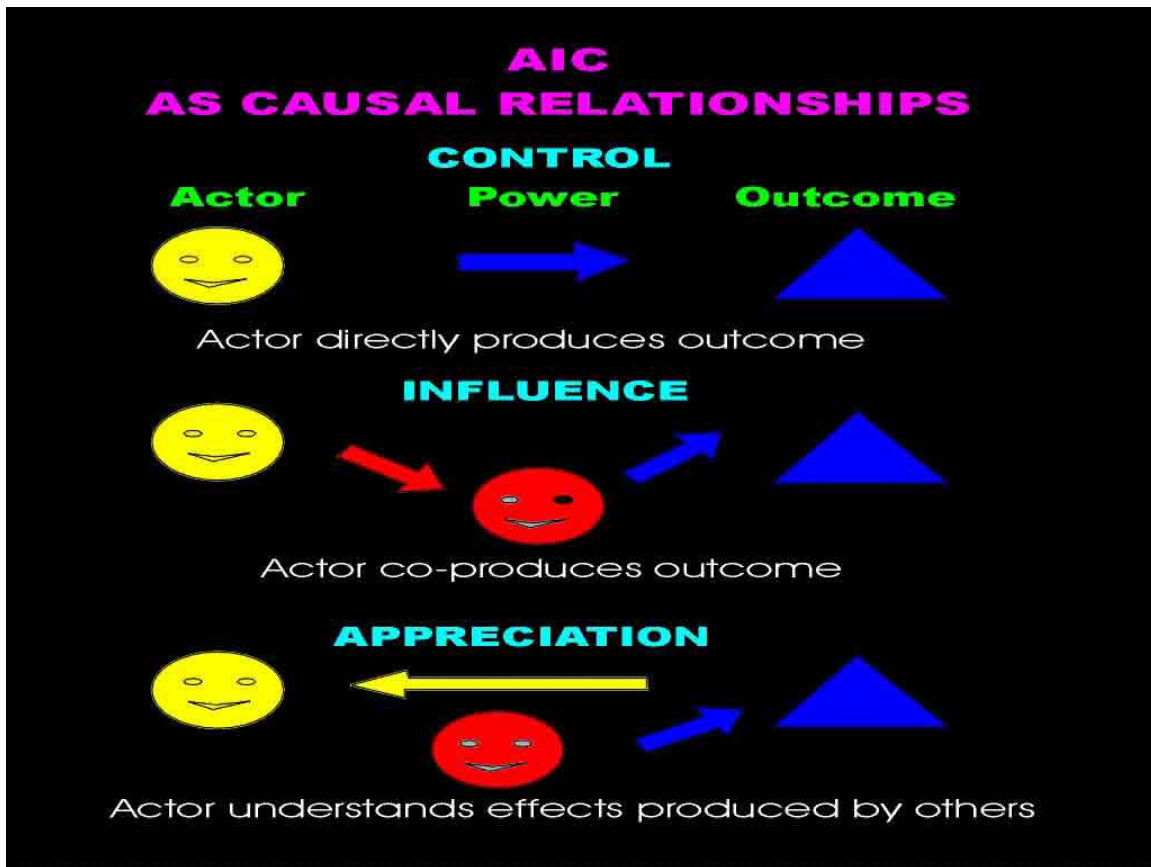 AIC
AS CAUSAL RELATIONSHIPS
CONTROL
Actor Power Outcome
Actor directly produces outcome
INFLUENCE
Actor co-produces outcome
APPRECIATION
Actor understands effects produced by others